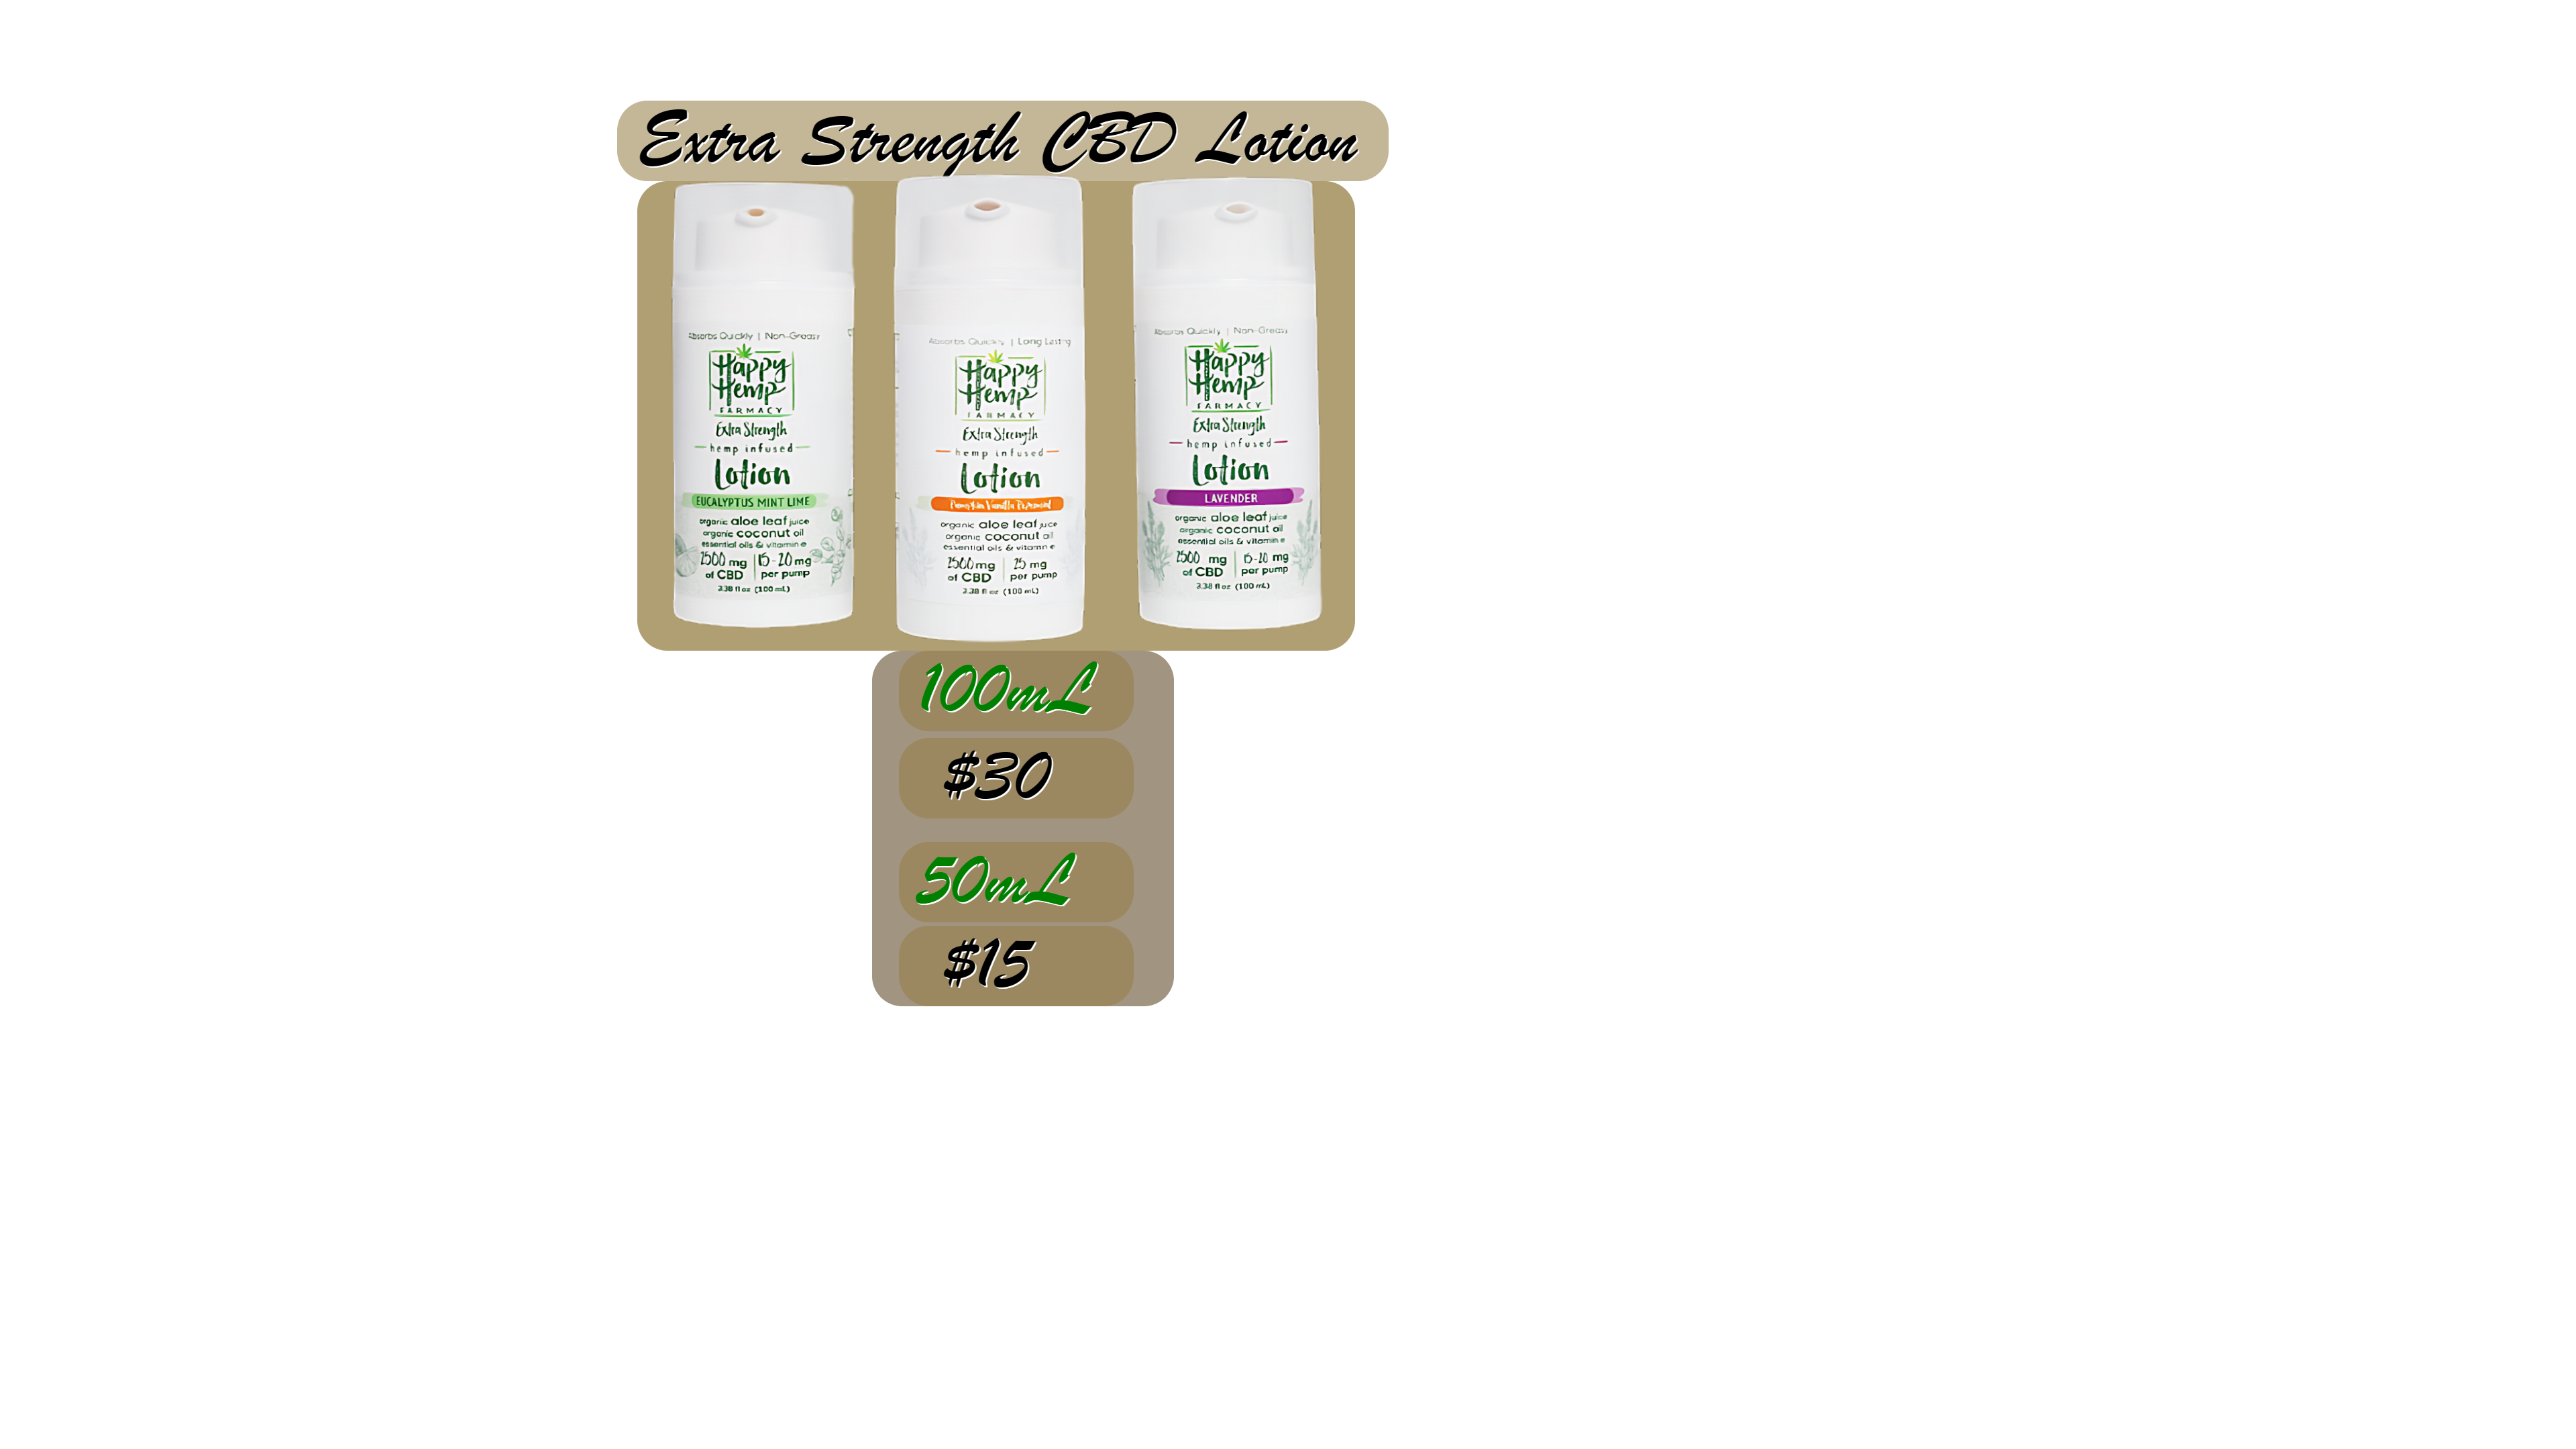 Extra Strength CBD Lotion
Absorbs Quickly | Non-Greasy
Happy
Hemp
FARMACY
Extra Strength
hemp infused
Lotion
EUCALYPTUS MINT LIME
organic aloe leaf juice
organic coconut oil
essential oils & vitamin e
mg | 15-20 mg
of CBD per pump
3.38 fl oz (100 mL)
Absorbs Quickly | Long
Happy
Hemp
FARMACY
Extra Strength
hemp infused
Lotion
Vanilla
organic aloe leaf juice
organic coconut oil
essential oils & vitamin e
mg | 25 mg
of CBD per pump
3.38 fl oz (100 mL)
Absorbs Quickly | Non-Greasy
Happy
Hemp
FARMACY
Extra Strength
hemp infused
Lotion
LAVENDER
organic aloe leaf juice
organic coconut oil
essential oils & vitamin e
mg | 15-20 mg
of CBD per pump
3.38 fl oz (100 mL)
100mL
$30
50mL
$15